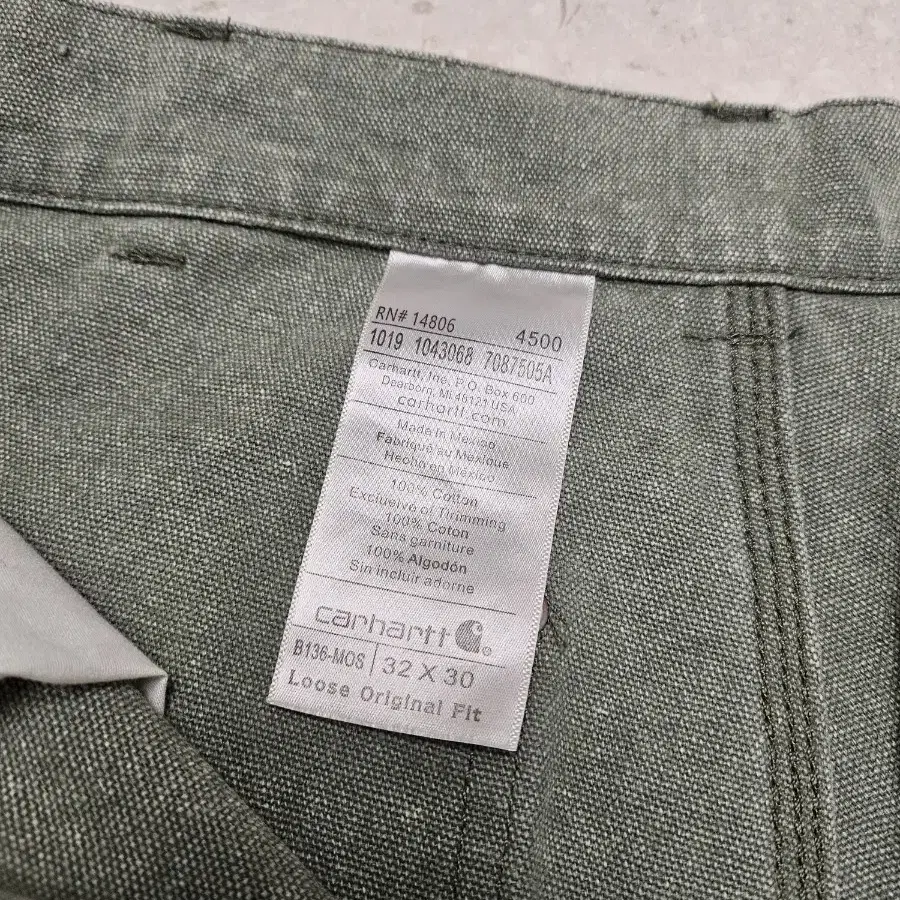 RN# 14806 4500
1019 1043068 7087505A
Carhartt, Inc. P.O. Box 600
Dearborn, MI 48121 USA
carhartt.com
Made in Mexico
Fabriqué au Mexique
Hecho en México
100% Cotton
Exclusive of Trimming
100% Coton
Sans garniture
100% Algodón
Sin incluir adorne
carhartt
B136-MOS 32 X 30
Loose Original Fit